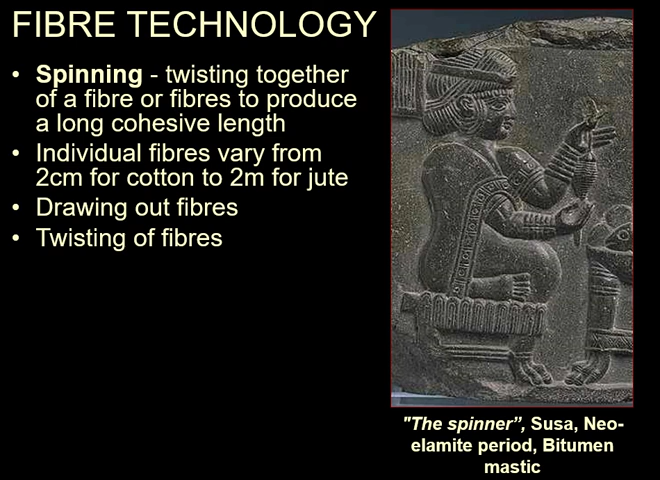 FIBRE TECHNOLOGY
• Spinning - twisting together
of a fibre or fibres to produce
a long cohesive length
• Individual fibres vary from
2cm for cotton to 2m for jute
• Drawing out fibres
• Twisting of fibres
"The spinner”, Susa, Neo-
elamite period, Bitumen
mastic